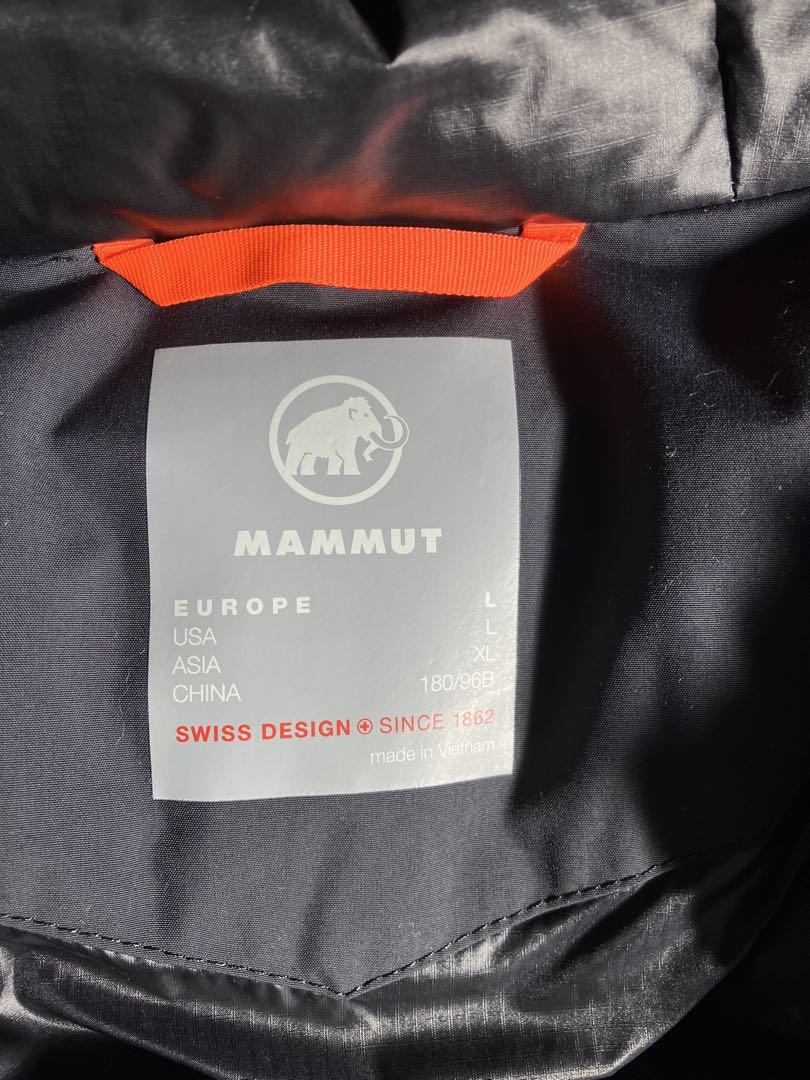 MAMMUT
EUROPE L
USA L
ASIA XL
CHINA 180/96B
SWISS DESIGN SINCE 1862
made in Vietnam